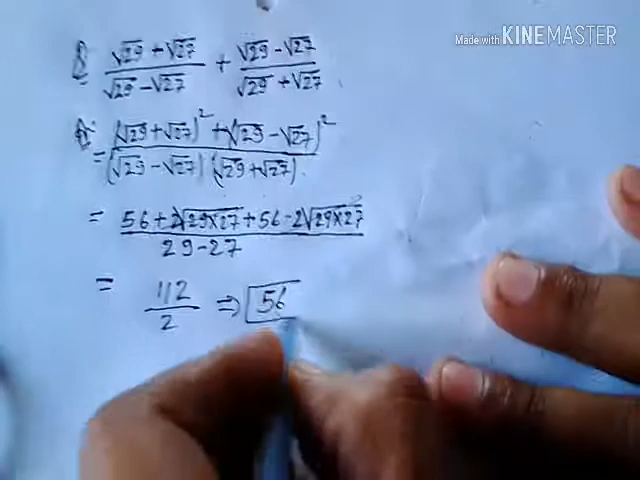 Made with KINEMASTER
Q (√29 + √27)/(√29 - √27) + (√29 - √27)/(√29 + √27)
= ((√29 + √27)² + (√29 - √27)²)/((√29 - √27) (√29 + √27))
= (56 + 2√29×27 + 56 - 2√29×27)/(29 - 27)
= 112/2 ⇒ 56